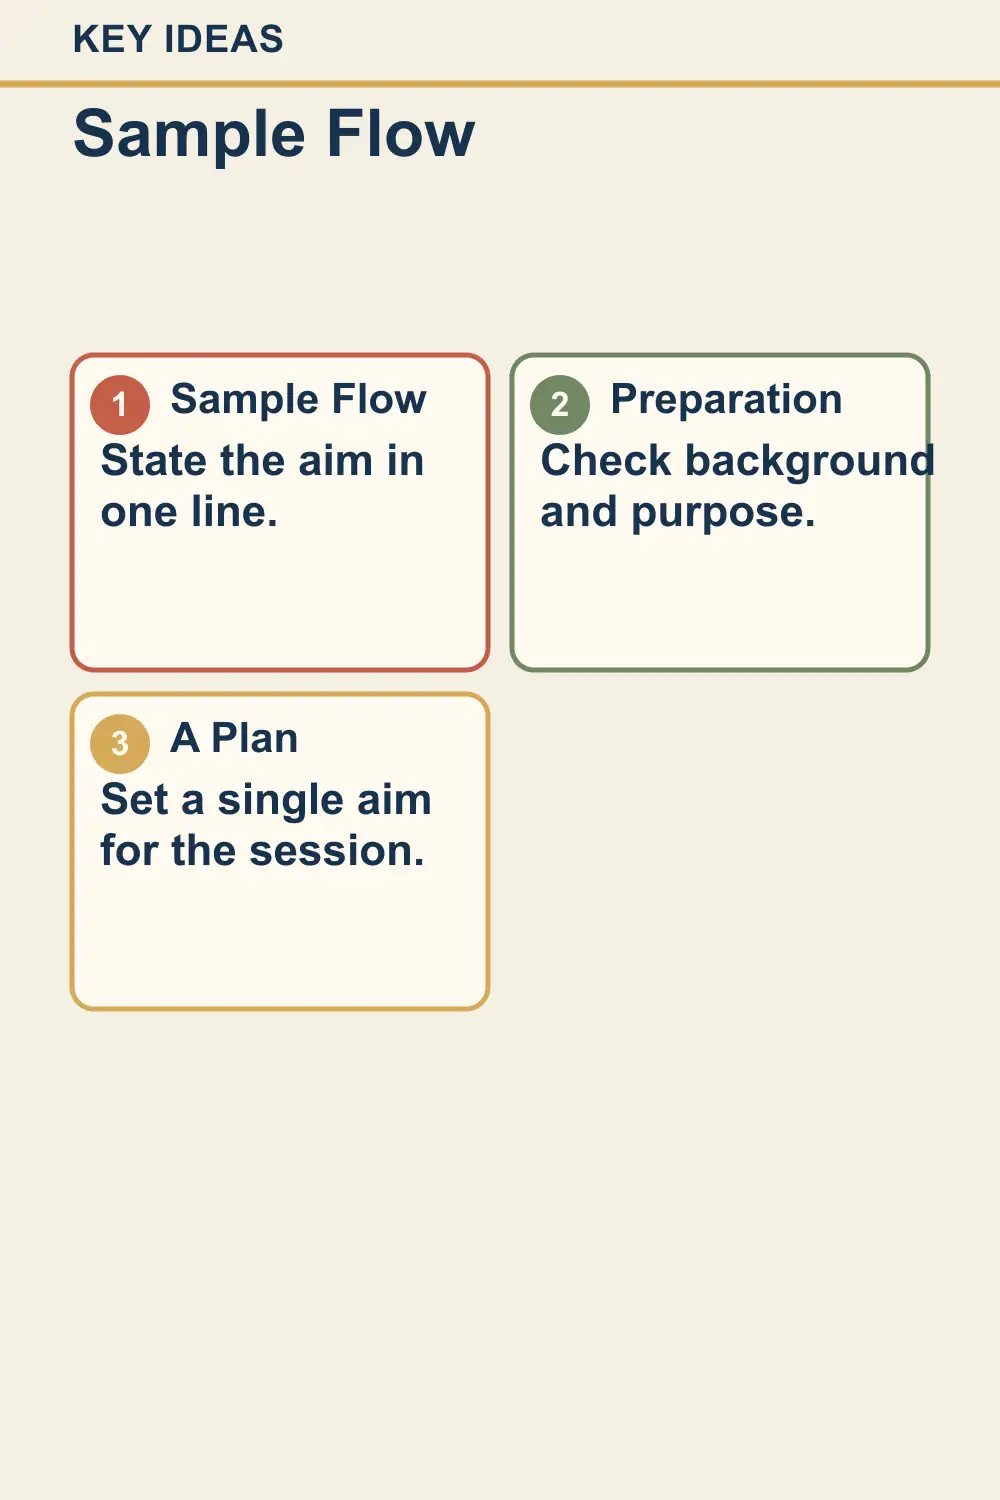 KEY IDEAS
Sample Flow
1 Sample Flow
State the aim in
one line.
2 Preparation
Check background
and purpose.
3 A Plan
Set a single aim
for the session.